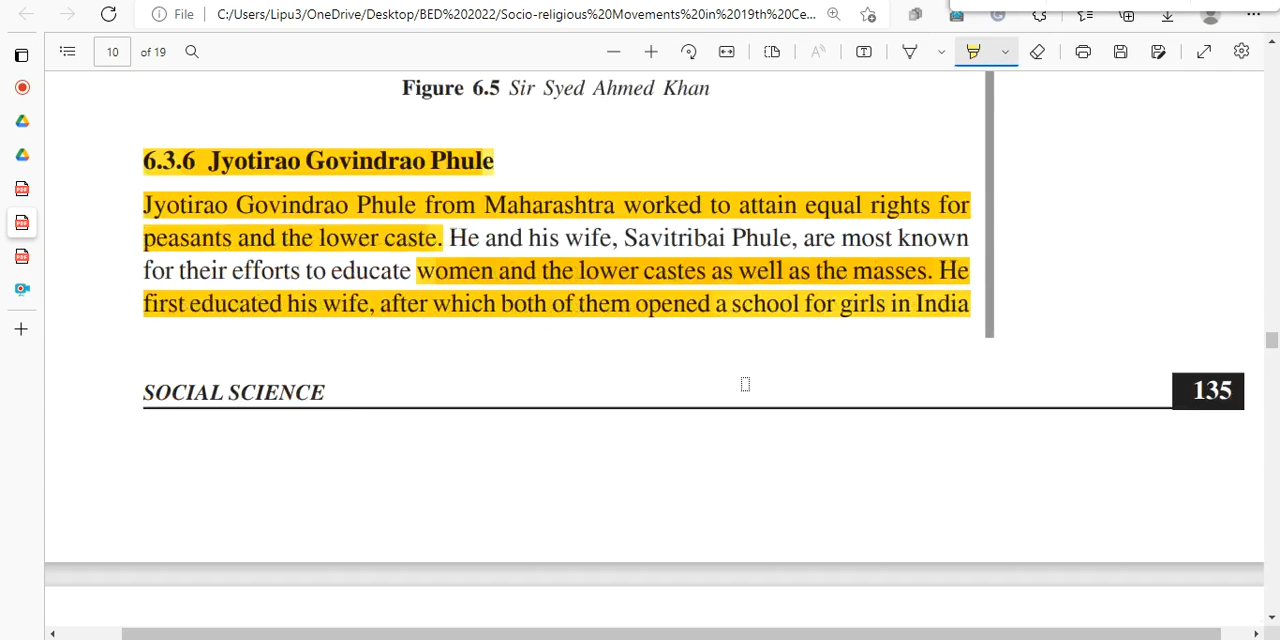 File
C:/Users/Lipu3/OneDrive/Desktop/BED%202022/Socio-religious%20Movements%20in%2019th%20Ce...
10 of 19
Figure 6.5 Sir Syed Ahmed Khan
6.3.6 Jyotirao Govindrao Phule
Jyotirao Govindrao Phule from Maharashtra worked to attain equal rights for
peasants and the lower caste. He and his wife, Savitribai Phule, are most known
for their efforts to educate women and the lower castes as well as the masses. He
first educated his wife, after which both of them opened a school for girls in India
SOCIAL SCIENCE
135